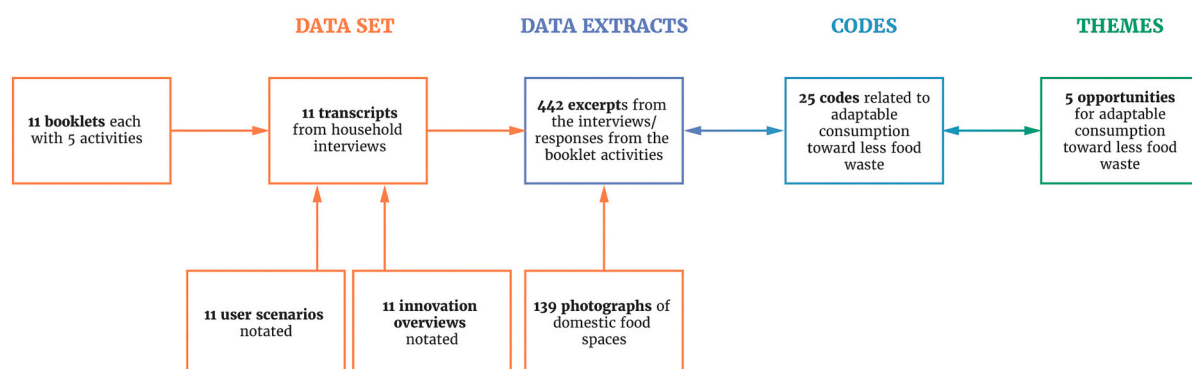 DATA SET
DATA EXTRACTS
CODES
THEMES
11 booklets each
with 5 activities
11 transcripts
from household
interviews
442 excerpts from
the interviews/
responses from the
booklet activities
25 codes related to
adaptable
consumption
toward less food
waste
5 opportunities
for adaptable
consumption
toward less food
waste
11 user scenarios
notated
11 innovation
overviews
notated
139 photographs of
domestic food
spaces